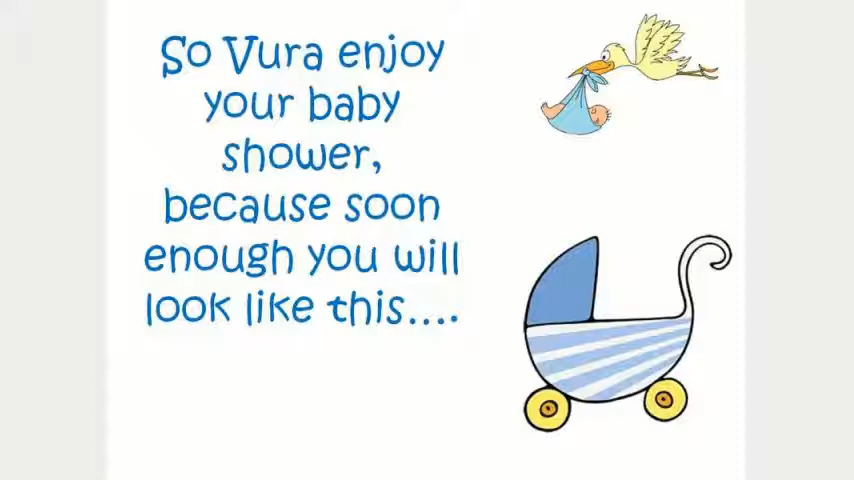 So Vura enjoy
your baby
shower,
because soon
enough you will
look like this....